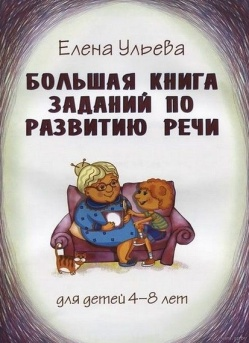 Елена Ульева
БОЛЬШАЯ КНИГА
ЗАДАНИЙ ПО
РАЗВИТИЮ РЕЧИ
для детей 4–8 лет